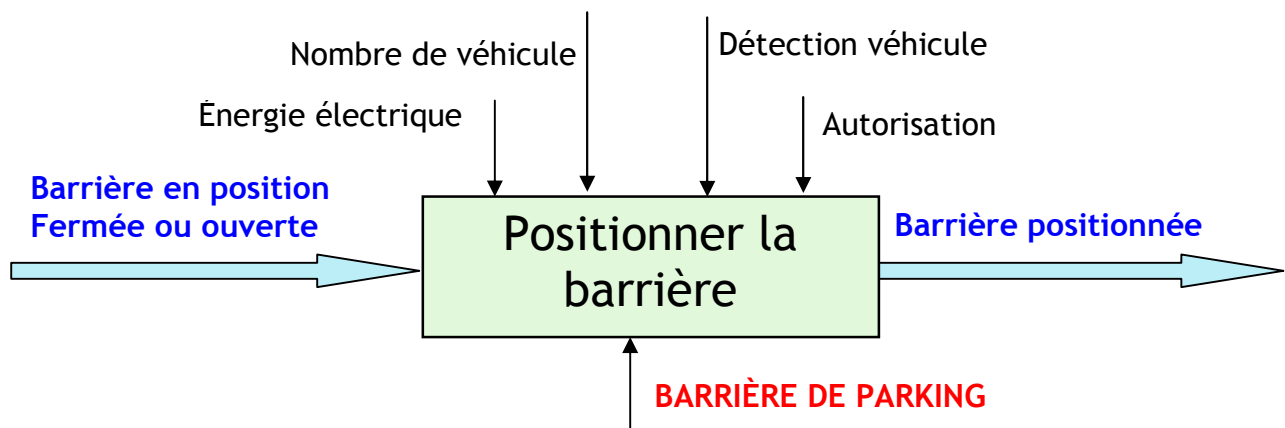 Nombre de véhicule
Détection véhicule
Énergie électrique
Autorisation
Barrière en position
Fermée ou ouverte
Positionner la
barrière
Barrière positionnée
BARRIÈRE DE PARKING